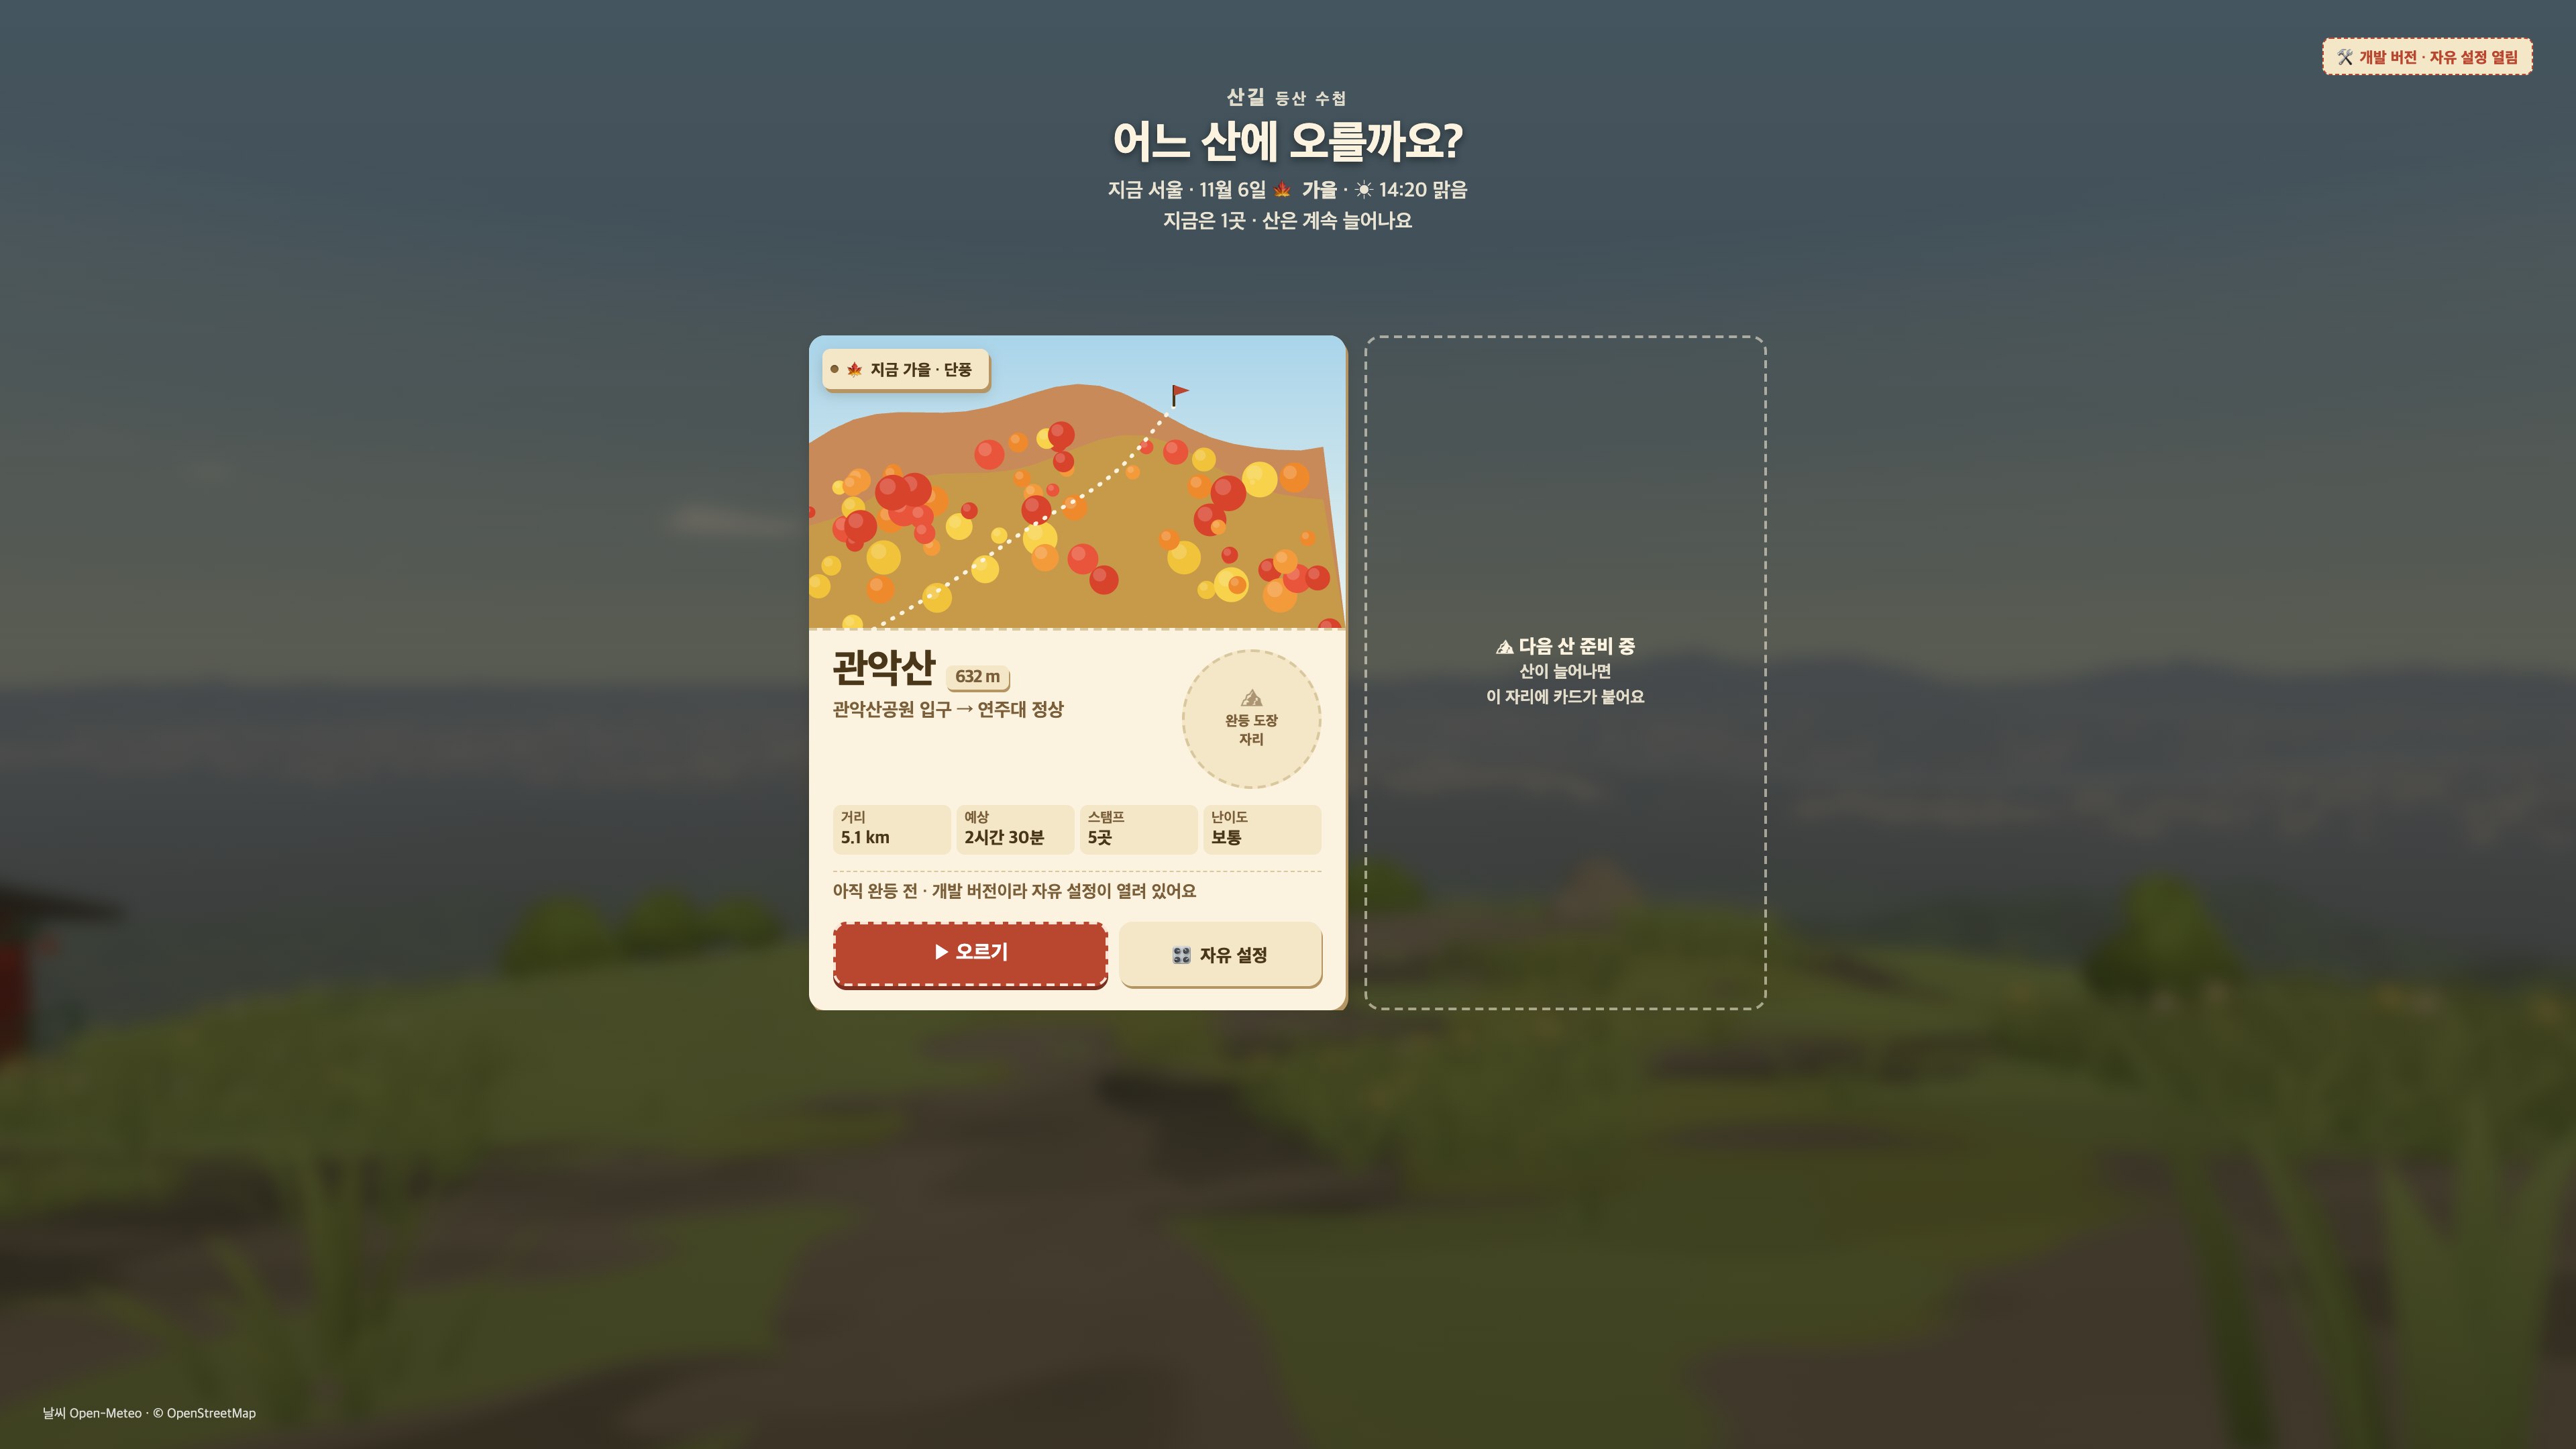 🛠 개발 버전 · 자유 설정 열림
산길 등산 수첩
어느 산에 오를까요?
지금 서울 · 11월 6일 🍁 가을 · ☀ 14:20 맑음
지금은 1곳 · 산은 계속 늘어나요
🍁 지금 가을 · 단풍
관악산 632 m
관악산공원 입구 → 연주대 정상
완등 도장
자리
거리
5.1 km
예상
2시간 30분
스탬프
5곳
난이도
보통
아직 완등 전 · 개발 버전이라 자유 설정이 열려 있어요
▶ 오르기
🎛 자유 설정
🏔 다음 산 준비 중
산이 늘어나면
이 자리에 카드가 붙어요
날씨 Open-Meteo · © OpenStreetMap